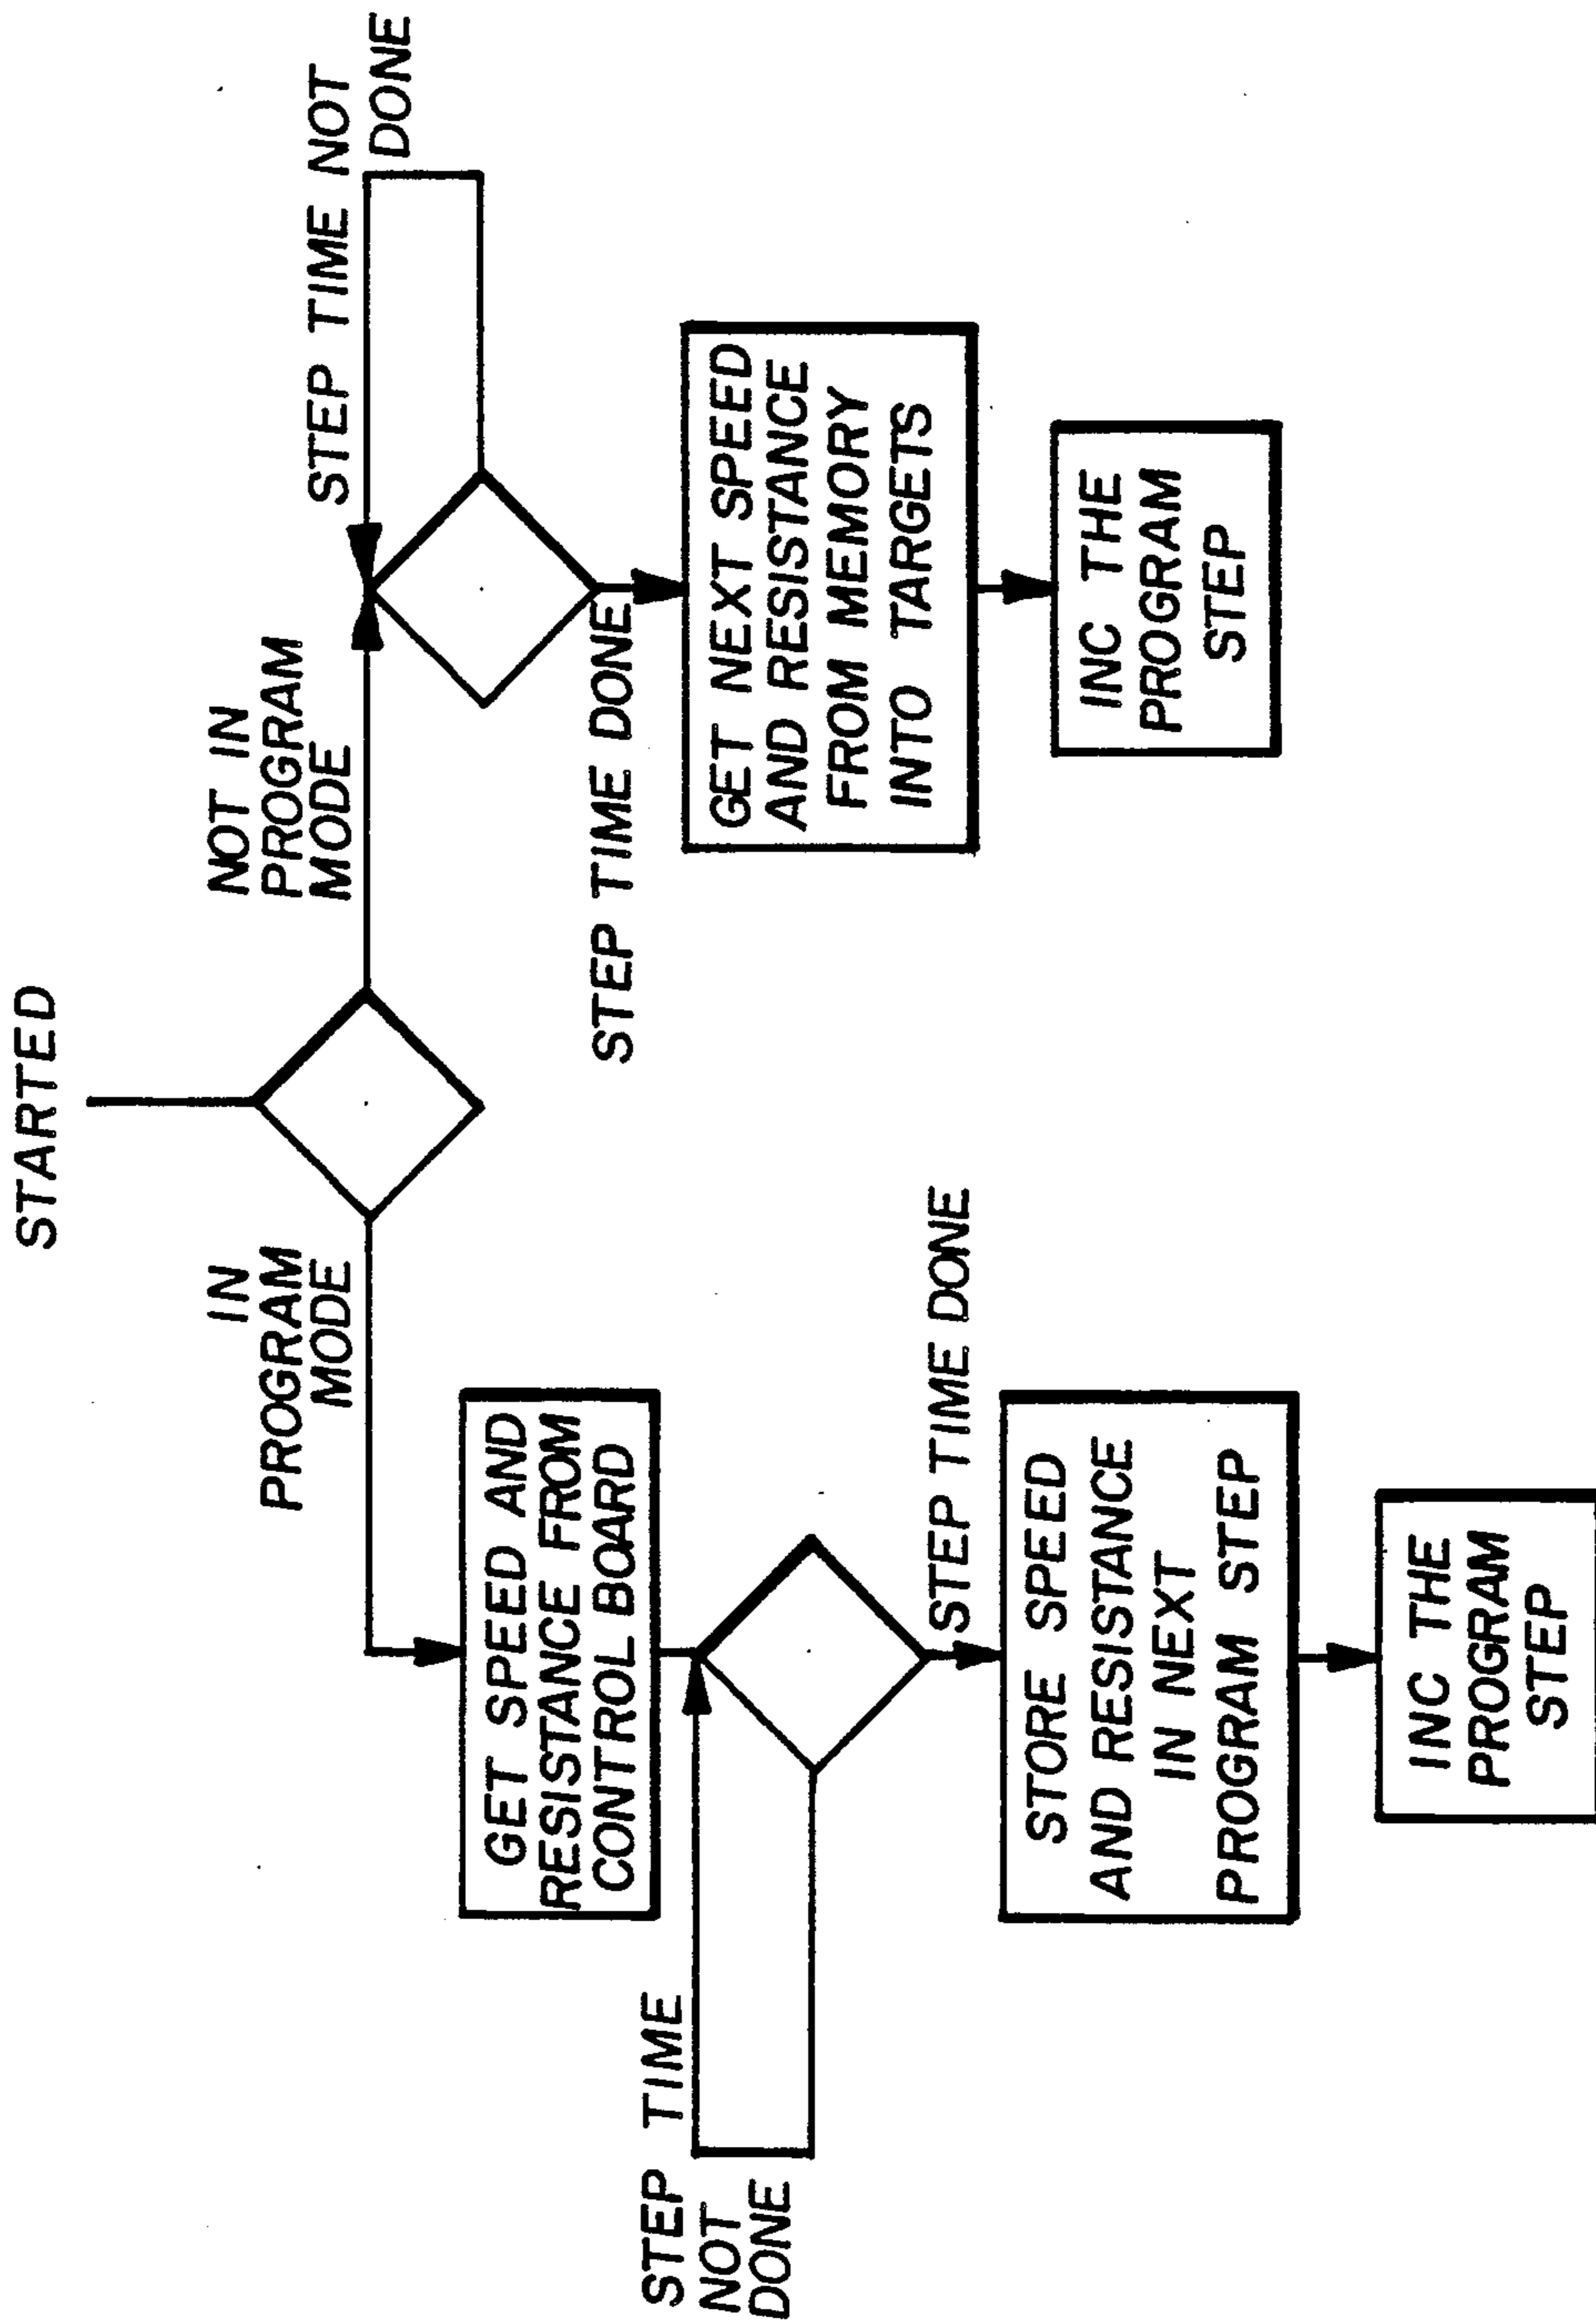 STARTED
IN
PROGRAM
MODE
NOT IN
PROGRAM
MODE
STEP TIME NOT
DONE
GET SPEED AND
RESISTANCE FROM
CONTROL BOARD
STEP TIME
NOT
DONE
STEP TIME DONE
STORE SPEED
AND RESISTANCE
IN NEXT
PROGRAM STEP
INC THE
PROGRAM
STEP
STEP TIME DONE
GET NEXT SPEED
AND RESISTANCE
FROM MEMORY
INTO TARGETS
INC THE
PROGRAM
STEP